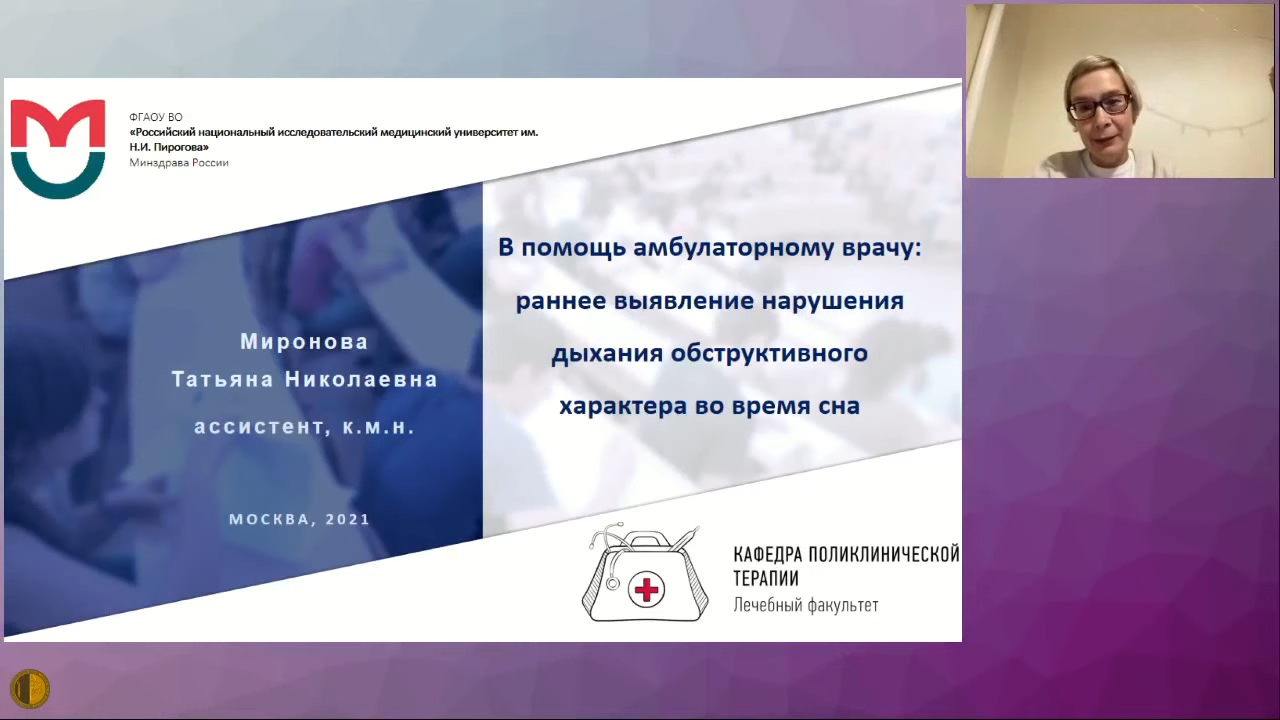 ФГАОУ ВО
«Российский национальный исследовательский медицинский университет им.
Н.И. Пирогова»
Минздрава России
В помощь амбулаторному врачу:
раннее выявление нарушения
дыхания обструктивного
характера во время сна
Миронова
Татьяна Николаевна
ассистент, к.м.н.
МОСКВА, 2021
КАФЕДРА ПОЛИКЛИНИЧЕСКОЙ
ТЕРАПИИ
Лечебный факультет